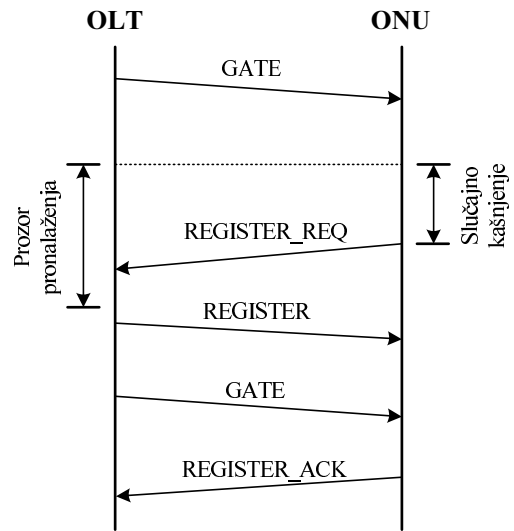 OLT
ONU
GATE
Prozor
pronalaženja
Slučajno
kašnjenje
REGISTER_REQ
REGISTER
GATE
REGISTER_ACK